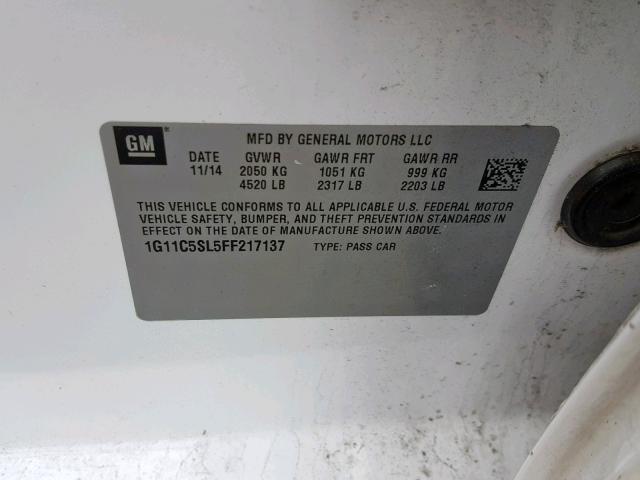 GM ®
MFD BY GENERAL MOTORS LLC
DATE GVWR GAWR FRT GAWR RR
11/14 2050 KG 1051 KG 999 KG
4520 LB 2317 LB 2203 LB
THIS VEHICLE CONFORMS TO ALL APPLICABLE U.S. FEDERAL MOTOR
VEHICLE SAFETY, BUMPER, AND THEFT PREVENTION STANDARDS IN
EFFECT ON THE DATE OF MANUFACTURE SHOWN ABOVE.
1G11C5SL5FF217137 TYPE: PASS CAR